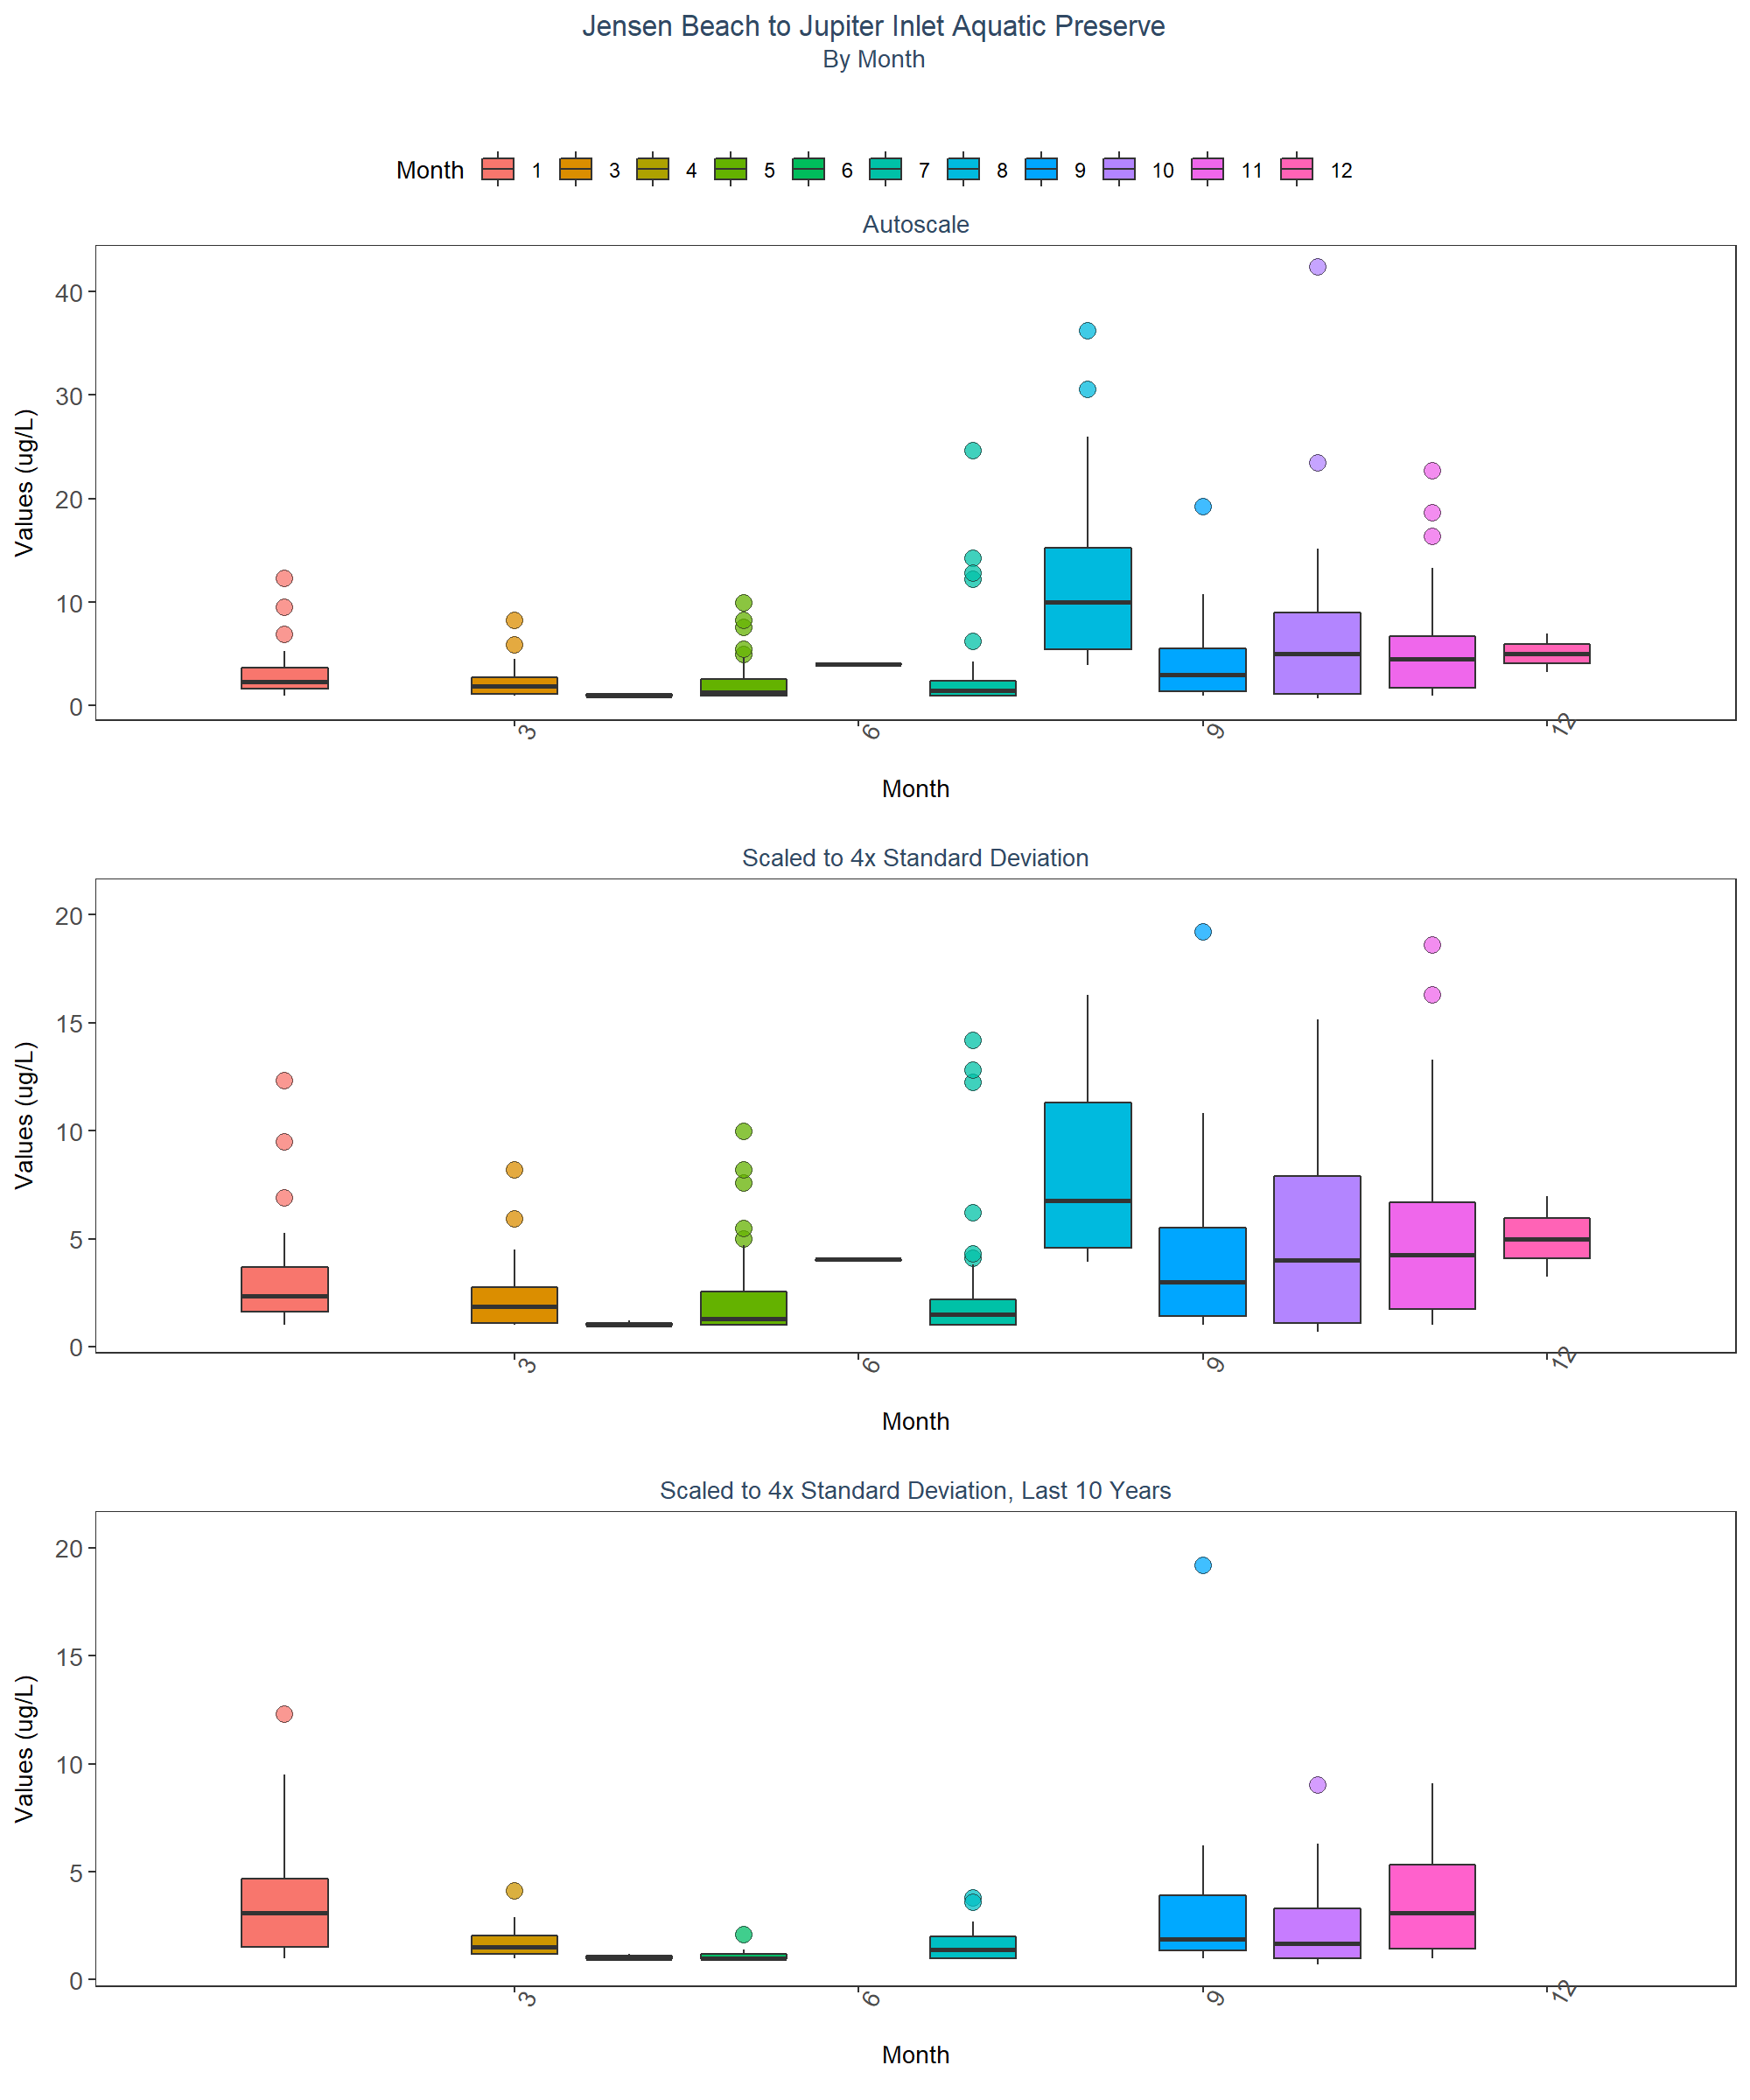 Jensen Beach to Jupiter Inlet Aquatic Preserve
By Month
Month 1 3 4 5 6 7 8 9 10 11 12
Autoscale
Values (ug/L)
40
30
20
10
0
3 6 9 12
Month
Scaled to 4x Standard Deviation
Values (ug/L)
20
15
10
5
0
3 6 9 12
Month
Scaled to 4x Standard Deviation, Last 10 Years
Values (ug/L)
20
15
10
5
0
3 6 9 12
Month